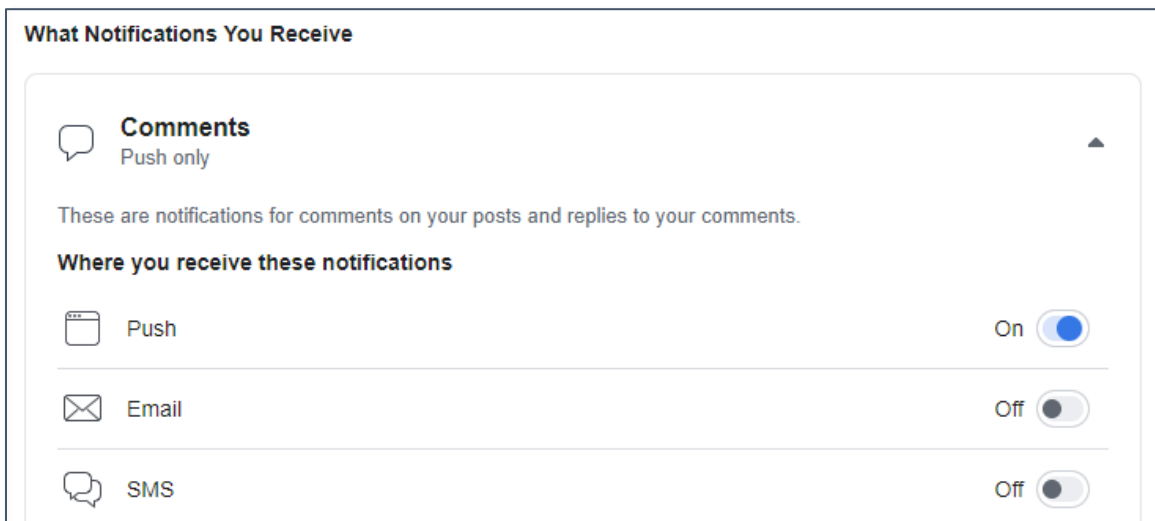 What Notifications You Receive
Comments
Push only
These are notifications for comments on your posts and replies to your comments.
Where you receive these notifications
Push On
Email Off
SMS Off